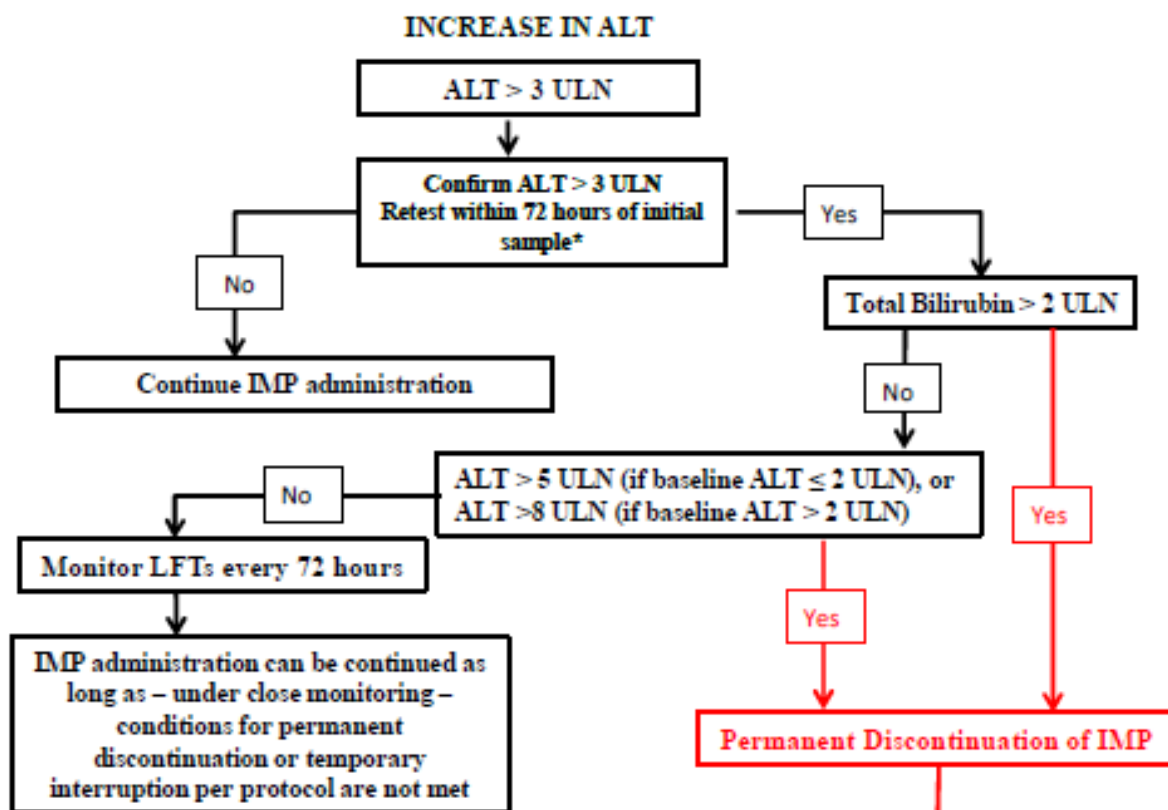 INCREASE IN ALT
ALT > 3 ULN
Confirm ALT > 3 ULN
Retest within 72 hours of initial
sample*
Yes
No
Total Bilirubin > 2 ULN
Continue IMP administration
No
ALT > 5 ULN (if baseline ALT ≤ 2 ULN), or
ALT >8 ULN (if baseline ALT > 2 ULN)
No
Yes
Monitor LFTs every 72 hours
Yes
IMP administration can be continued as
long as – under close monitoring –
conditions for permanent
discontinuation or temporary
interruption per protocol are not met
Permanent Discontinuation of IMP